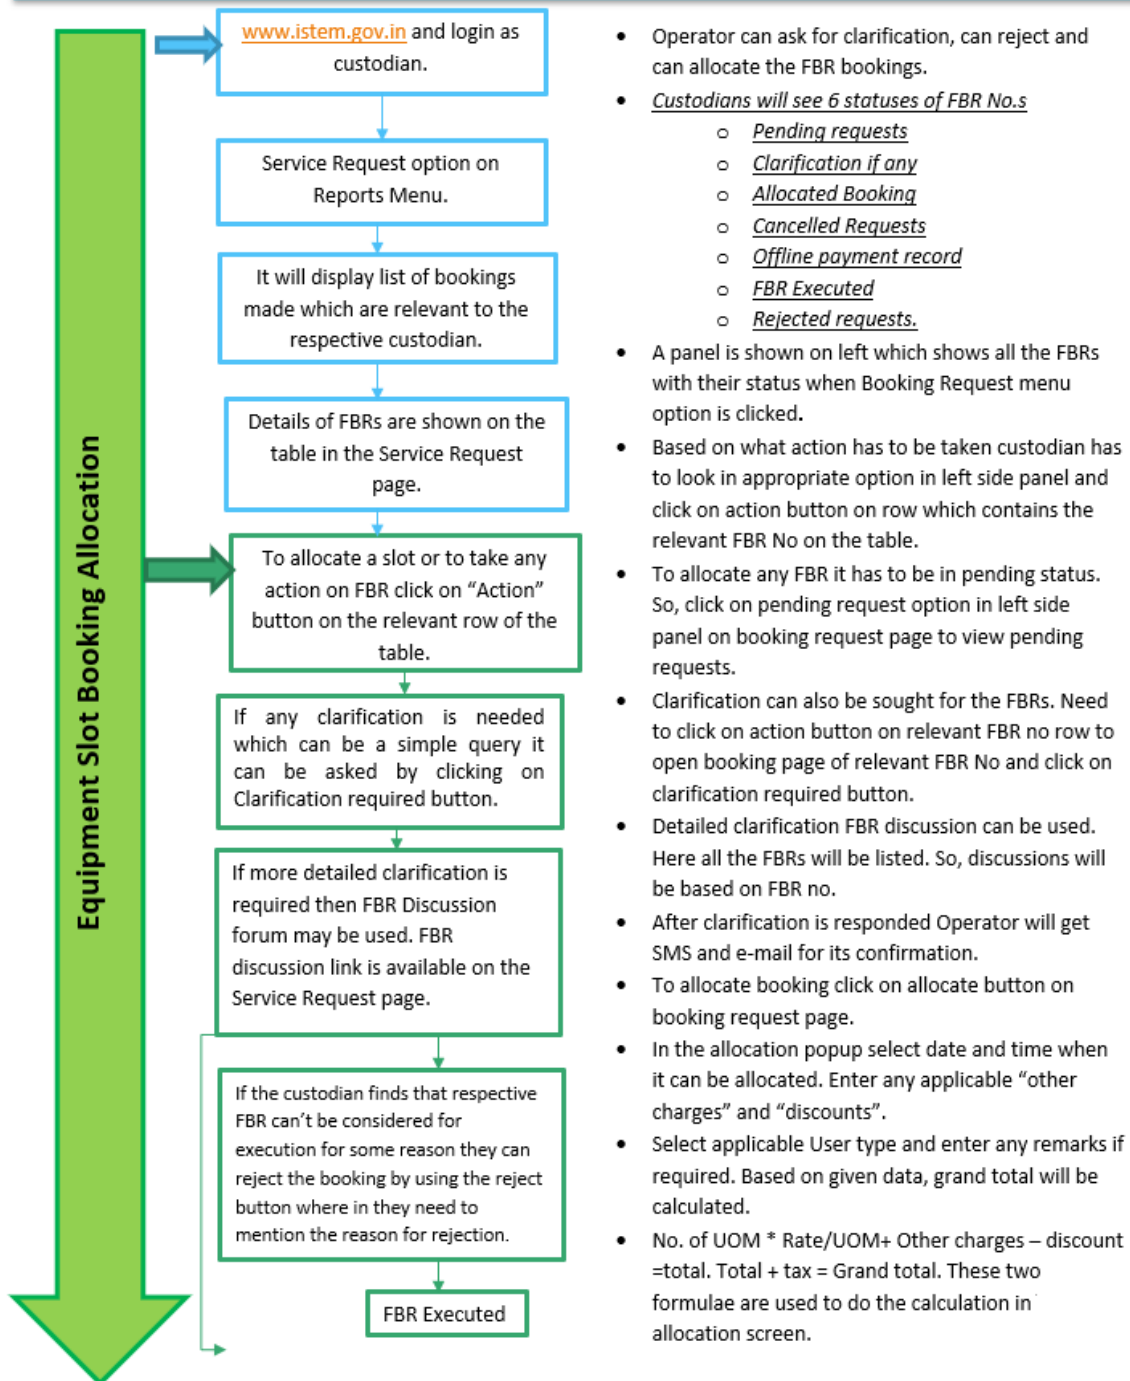 Equipment Slot Booking Allocation
www.istem.gov.in and login as
custodian.
Service Request option on
Reports Menu.
It will display list of bookings
made which are relevant to the
respective custodian.
Details of FBRs are shown on the
table in the Service Request
page.
To allocate a slot or to take any
action on FBR click on “Action”
button on the relevant row of the
table.
If any clarification is needed
which can be a simple query it
can be asked by clicking on
Clarification required button.
If more detailed clarification is
required then FBR Discussion
forum may be used. FBR
discussion link is available on the
Service Request page.
If the custodian finds that respective
FBR can’t be considered for
execution for some reason they can
reject the booking by using the reject
button where in they need to
mention the reason for rejection.
FBR Executed
• Operator can ask for clarification, can reject and
can allocate the FBR bookings.
• Custodians will see 6 statuses of FBR No.s
o Pending requests
o Clarification if any
o Allocated Booking
o Cancelled Requests
o Offline payment record
o FBR Executed
o Rejected requests.
• A panel is shown on left which shows all the FBRs
with their status when Booking Request menu
option is clicked.
• Based on what action has to be taken custodian has
to look in appropriate option in left side panel and
click on action button on row which contains the
relevant FBR No on the table.
• To allocate any FBR it has to be in pending status.
So, click on pending request option in left side
panel on booking request page to view pending
requests.
• Clarification can also be sought for the FBRs. Need
to click on action button on relevant FBR no row to
open booking page of relevant FBR No and click on
clarification required button.
• Detailed clarification FBR discussion can be used.
Here all the FBRs will be listed. So, discussions will
be based on FBR no.
• After clarification is responded Operator will get
SMS and e-mail for its confirmation.
• To allocate booking click on allocate button on
booking request page.
• In the allocation popup select date and time when
it can be allocated. Enter any applicable “other
charges” and “discounts”.
• Select applicable User type and enter any remarks if
required. Based on given data, grand total will be
calculated.
• No. of UOM * Rate/UOM+ Other charges – discount
=total. Total + tax = Grand total. These two
formulae are used to do the calculation in
allocation screen.